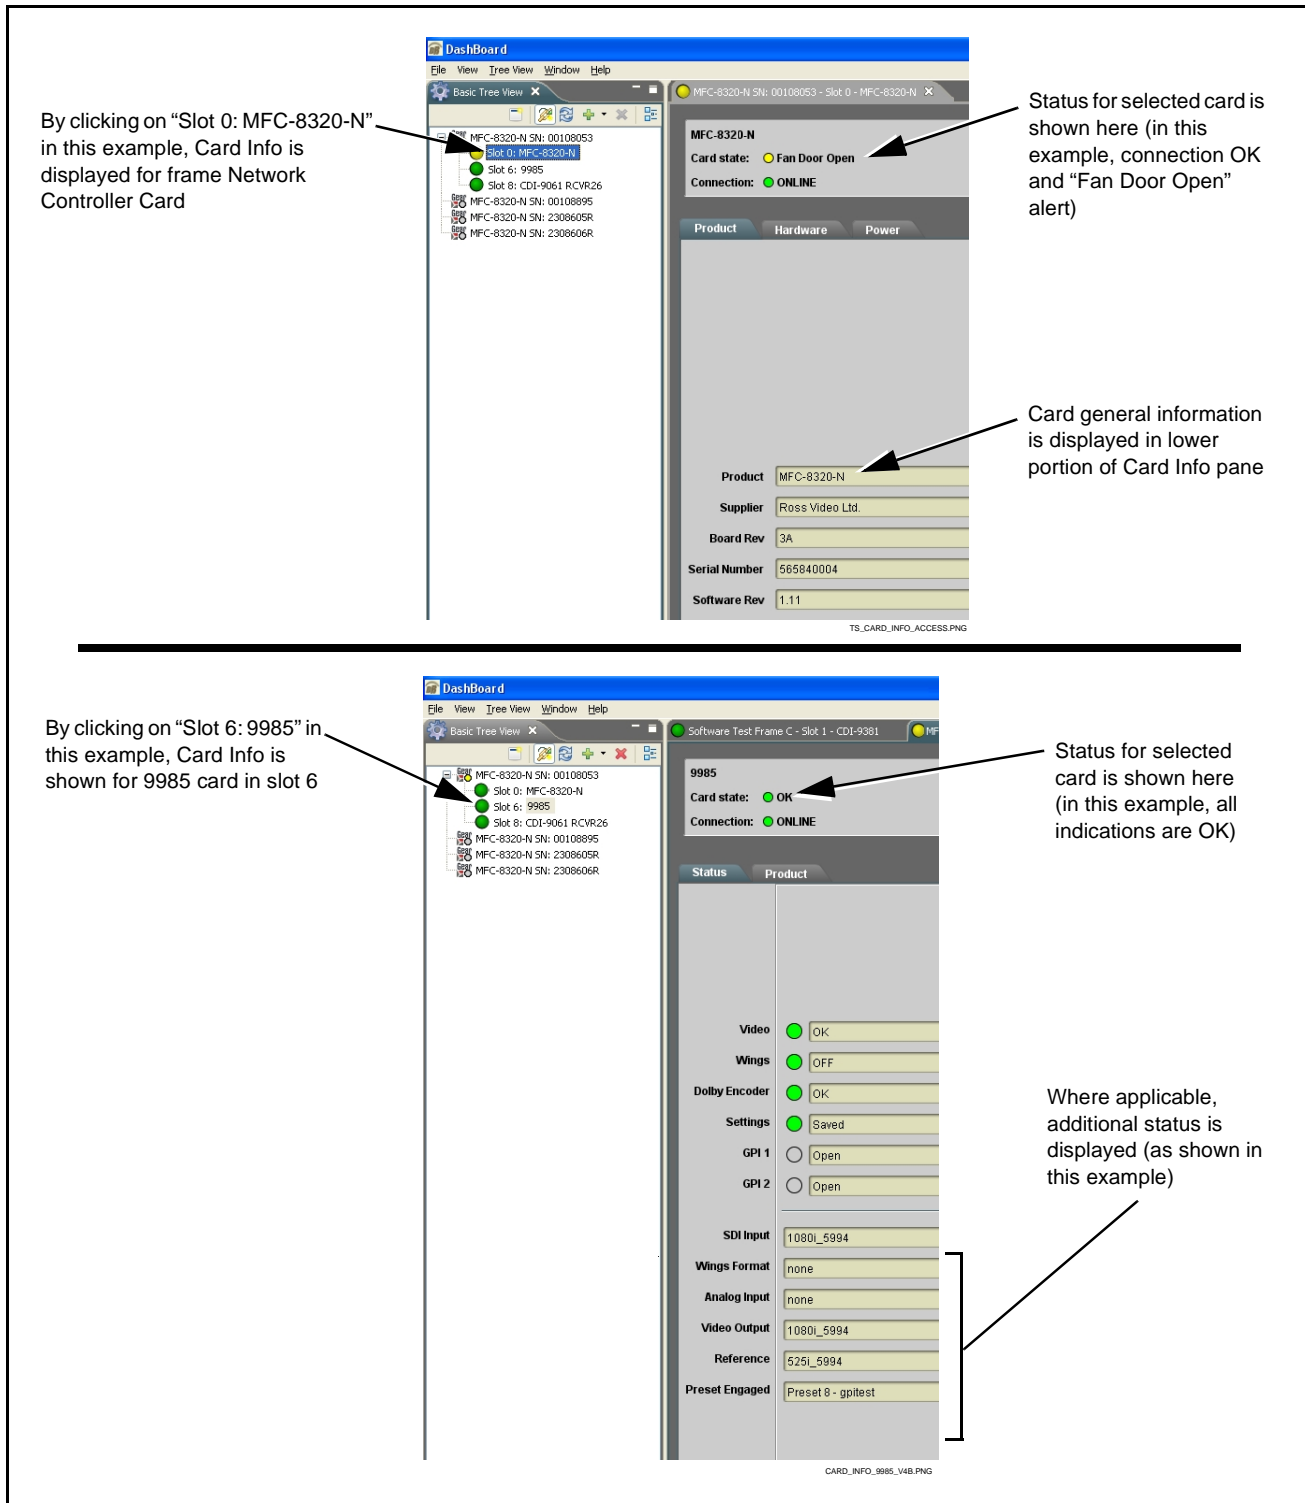 DashBoard
File View Tree View Window Help
Basic Tree View
MFC-8320-N SN: 00108053 - Slot 0 - MFC-8320-N
By clicking on “Slot 0: MFC-8320-N”
in this example, Card Info is
displayed for frame Network
Controller Card
MFC-8320-N SN: 00108053
Slot 0: MFC-8320-N
Slot 6: 9985
Slot 8: CDI-9061 RCVR26
MFC-8320-N SN: 00108895
MFC-8320-N SN: 2308605R
MFC-8320-N SN: 2308606R
MFC-8320-N
Card state: Fan Door Open
Connection: ONLINE
Status for selected card is
shown here (in this
example, connection OK
and “Fan Door Open”
alert)
Product Hardware Power
Card general information
is displayed in lower
portion of Card Info pane
Product MFC-8320-N
Supplier Ross Video Ltd.
Board Rev 3A
Serial Number 565840004
Software Rev 1.11
TS_CARD_INFO_ACCESS.PNG
DashBoard
File View Tree View Window Help
Basic Tree View
Software Test Frame C - Slot 1 - CDI-9381 MF
By clicking on “Slot 6: 9985” in
this example, Card Info is
shown for 9985 card in slot 6
MFC-8320-N SN: 00108053
Slot 0: MFC-8320-N
Slot 6: 9985
Slot 8: CDI-9061 RCVR26
MFC-8320-N SN: 00108895
MFC-8320-N SN: 2308605R
MFC-8320-N SN: 2308606R
9985
Card state: OK
Connection: ONLINE
Status for selected
card is shown here
(in this example, all
indications are OK)
Status Product
Video OK
Wings OFF
Dolby Encoder OK
Settings Saved
GPI 1 Open
GPI 2 Open
Where applicable,
additional status is
displayed (as shown in
this example)
SDI Input 1080i_5994
Wings Format none
Analog Input none
Video Output 1080i_5994
Reference 525i_5994
Preset Engaged Preset 8 - gpitest
CARD_INFO_9985_V4B.PNG